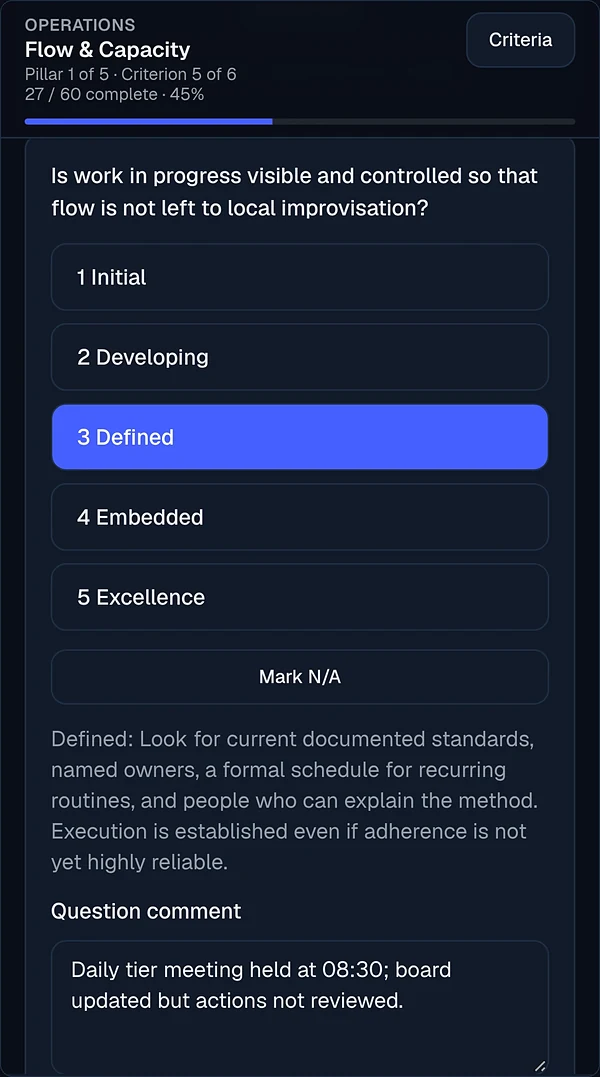 OPERATIONS
Flow & Capacity
Pillar 1 of 5 · Criterion 5 of 6
27 / 60 complete · 45%
Criteria
Is work in progress visible and controlled so that
flow is not left to local improvisation?
1 Initial
2 Developing
3 Defined
4 Embedded
5 Excellence
Mark N/A
Defined: Look for current documented standards,
named owners, a formal schedule for recurring
routines, and people who can explain the method.
Execution is established even if adherence is not
yet highly reliable.
Question comment
Daily tier meeting held at 08:30; board
updated but actions not reviewed.